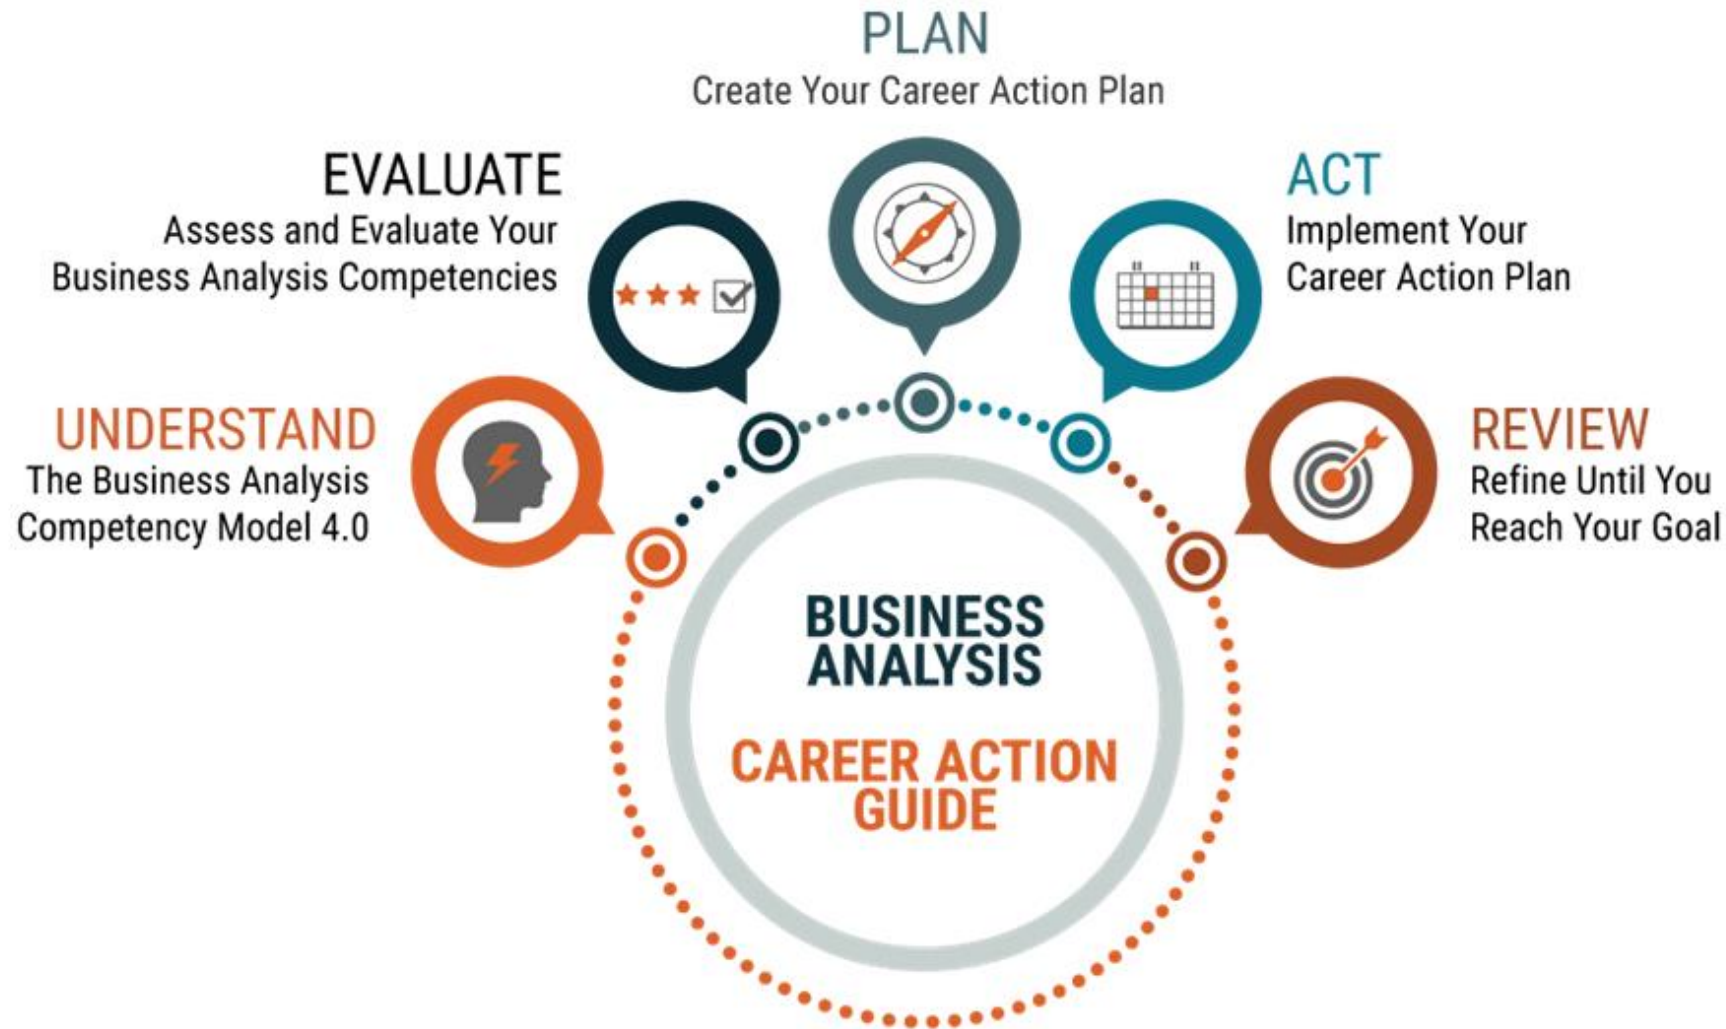 PLAN
Create Your Career Action Plan
EVALUATE
Assess and Evaluate Your
Business Analysis Competencies
ACT
Implement Your
Career Action Plan
UNDERSTAND
The Business Analysis
Competency Model 4.0
REVIEW
Refine Until You
Reach Your Goal
BUSINESS
ANALYSIS
CAREER ACTION
GUIDE